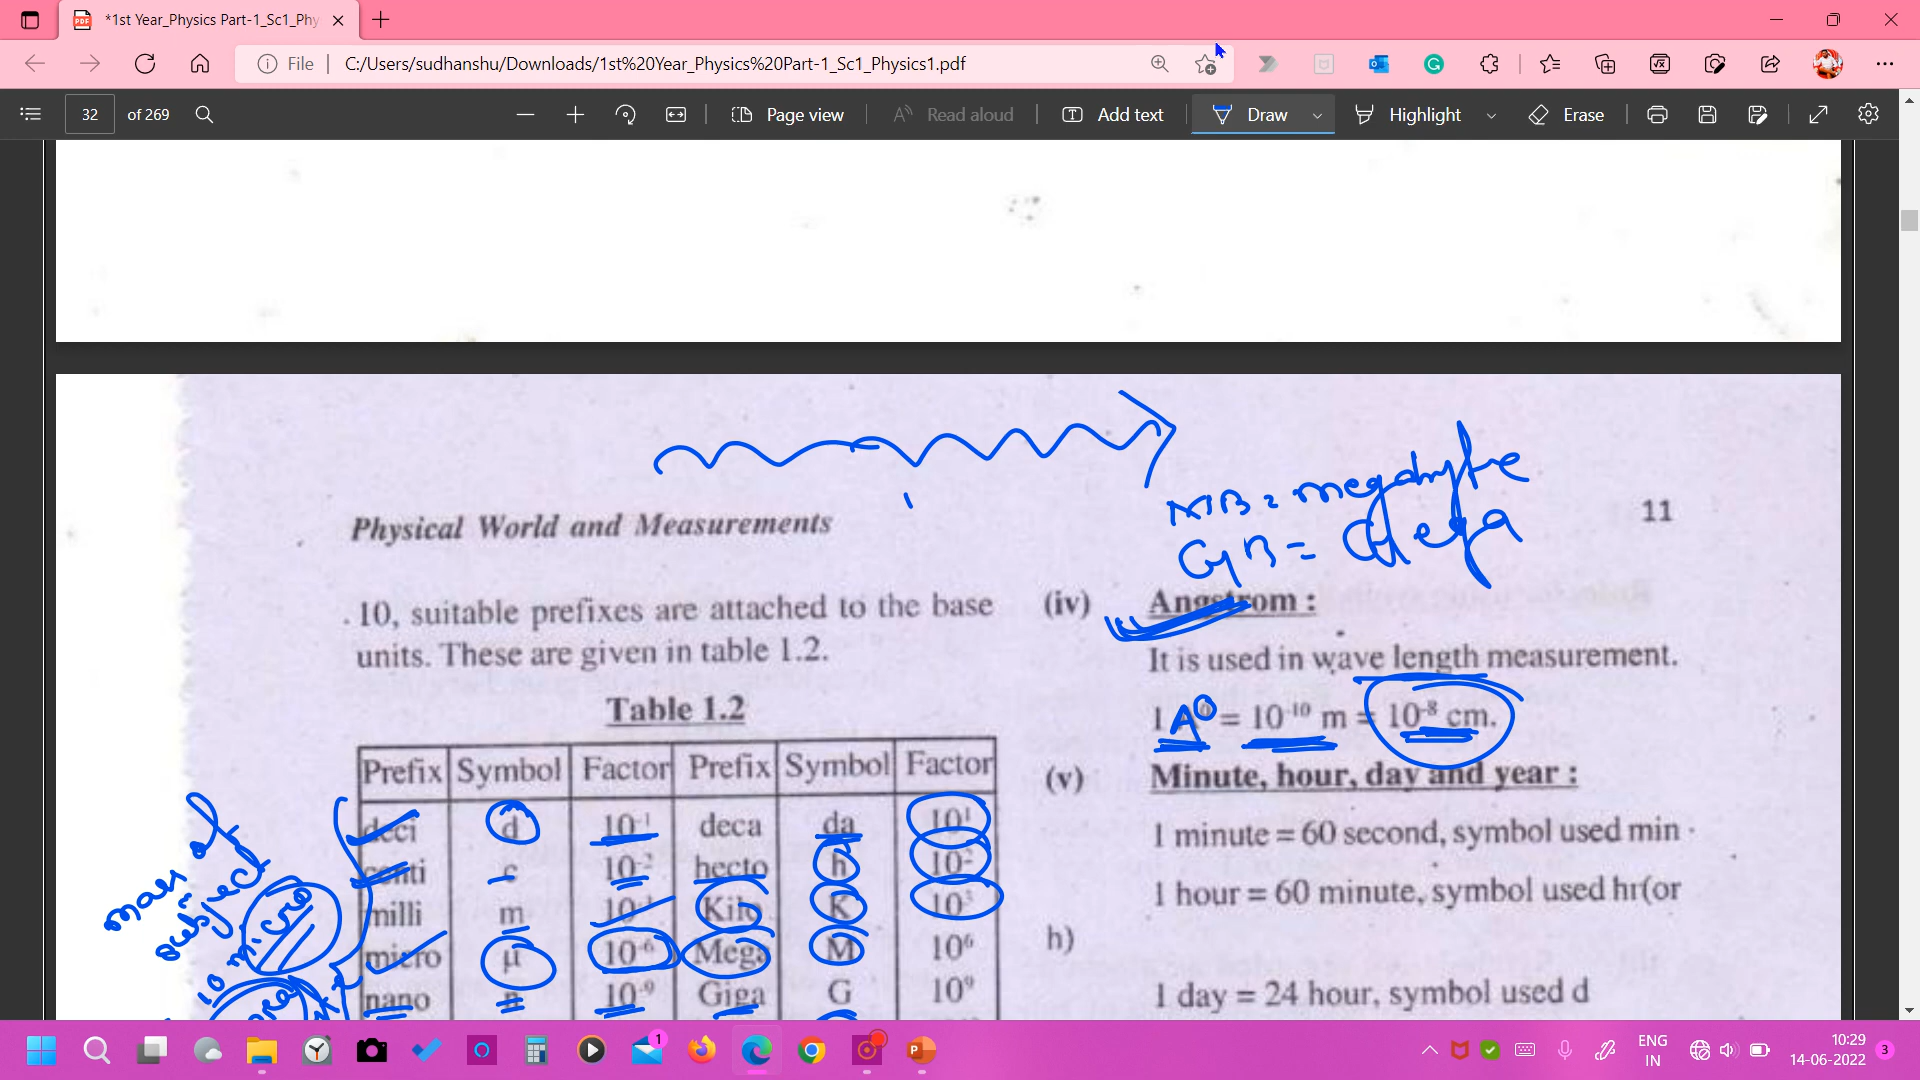 *1st Year_Physics Part-1_Sc1_Phy
File
C:/Users/sudhanshu/Downloads/1st%20Year_Physics%20Part-1_Sc1_Physics1.pdf
32
of 269
Page view
Read aloud
Add text
Draw
Highlight
Erase
MB = megabyte
GB =
Physical World and Measurements
11
10, suitable prefixes are attached to the base
units. These are given in table 1.2.
Table 1.2
Prefix Symbol Factor Prefix Symbol Factor
deci d 10⁻¹ deca da 10¹
centi c 10⁻² hecto h 10²
milli m Kilo K 10³
micro μ 10⁻⁶ Mega M 10⁶
nano n 10⁻⁹ Giga G 10⁹
mass of
subject
10 micro
(iv) Angstrom :
It is used in wave length measurement.
1 A⁰ = 10⁻¹⁰ m = 10⁻⁸ cm.
(v) Minute, hour, day and year :
1 minute = 60 second, symbol used min
1 hour = 60 minute, symbol used hr(or
h)
1 day = 24 hour, symbol used d
1
ENG
IN
10:29
14-06-2022
3